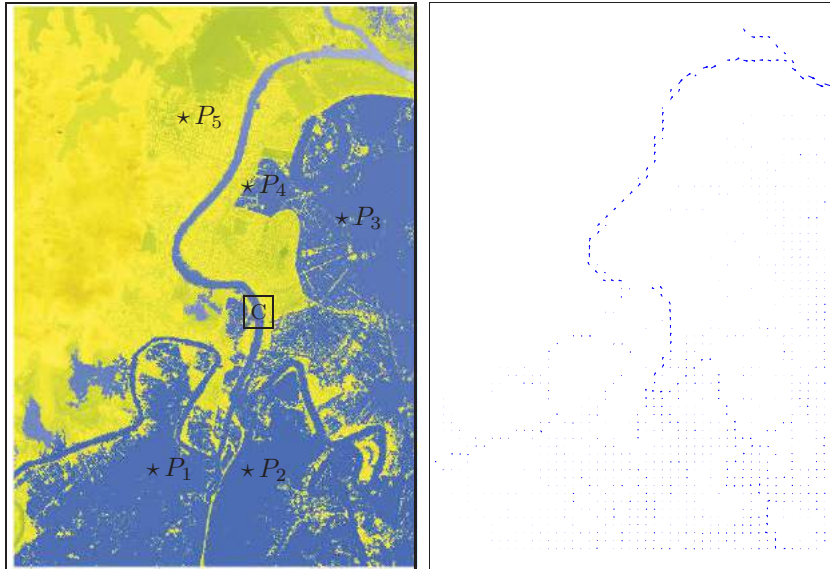 ⋆ P₅
⋆ P₄
⋆ P₃
C
⋆ P₁
⋆ P₂